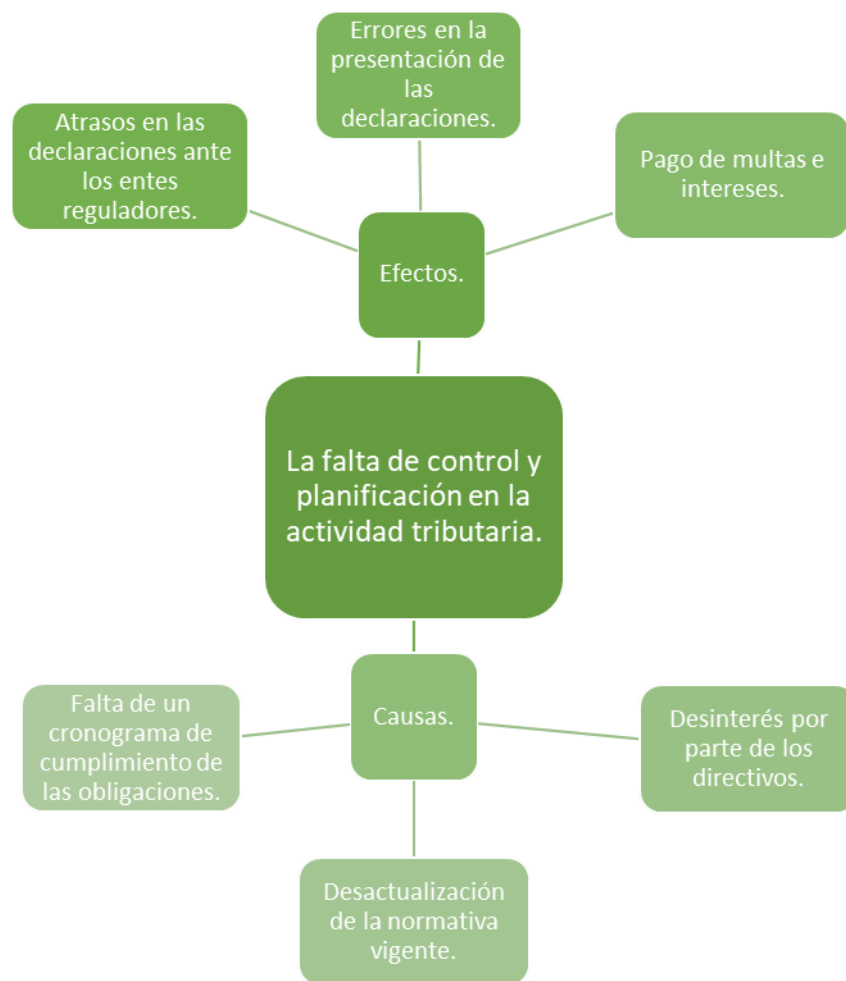 Errores en la
presentación de
las
declaraciones.
Atrasos en las
declaraciones ante
los entes
reguladores.
Pago de multas e
intereses.
Efectos.
La falta de control y
planificación en la
actividad tributaria.
Causas.
Falta de un
cronograma de
cumplimiento de
las obligaciones.
Desinterés por
parte de los
directivos.
Desactualización
de la normativa
vigente.